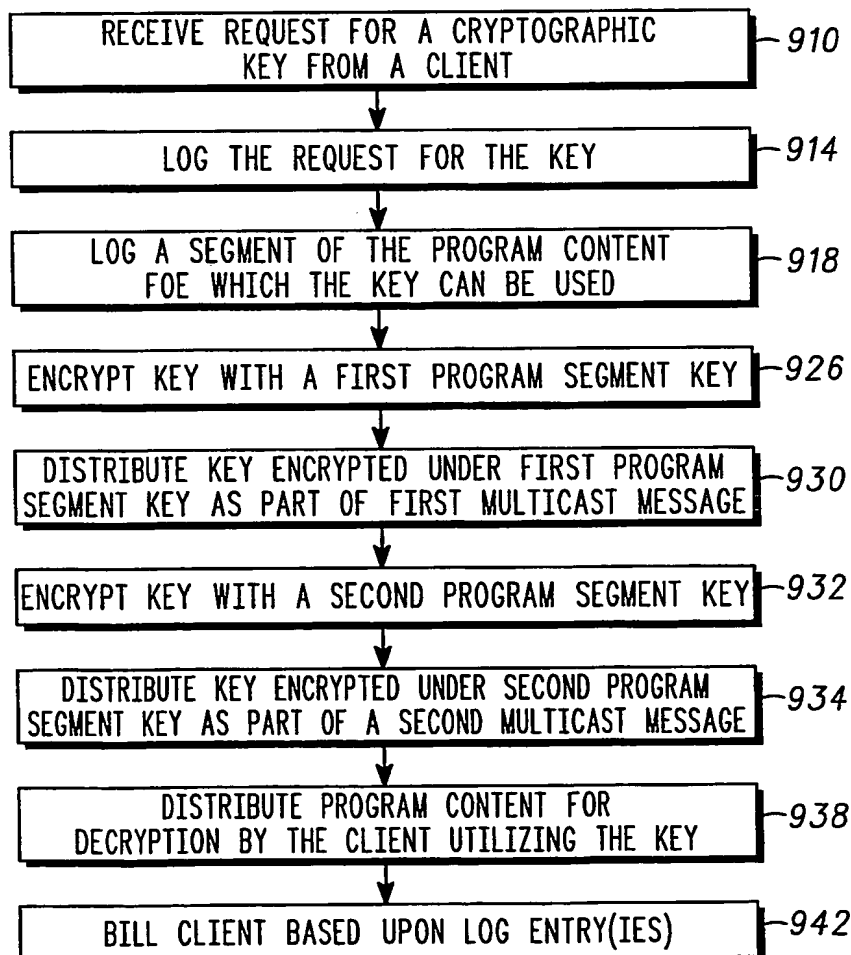 RECEIVE REQUEST FOR A CRYPTOGRAPHIC
KEY FROM A CLIENT
910
LOG THE REQUEST FOR THE KEY
914
LOG A SEGMENT OF THE PROGRAM CONTENT
FOE WHICH THE KEY CAN BE USED
918
ENCRYPT KEY WITH A FIRST PROGRAM SEGMENT KEY
926
DISTRIBUTE KEY ENCRYPTED UNDER FIRST PROGRAM
SEGMENT KEY AS PART OF FIRST MULTICAST MESSAGE
930
ENCRYPT KEY WITH A SECOND PROGRAM SEGMENT KEY
932
DISTRIBUTE KEY ENCRYPTED UNDER SECOND PROGRAM
SEGMENT KEY AS PART OF A SECOND MULTICAST MESSAGE
934
DISTRIBUTE PROGRAM CONTENT FOR
DECRYPTION BY THE CLIENT UTILIZING THE KEY
938
BILL CLIENT BASED UPON LOG ENTRY(IES)
942